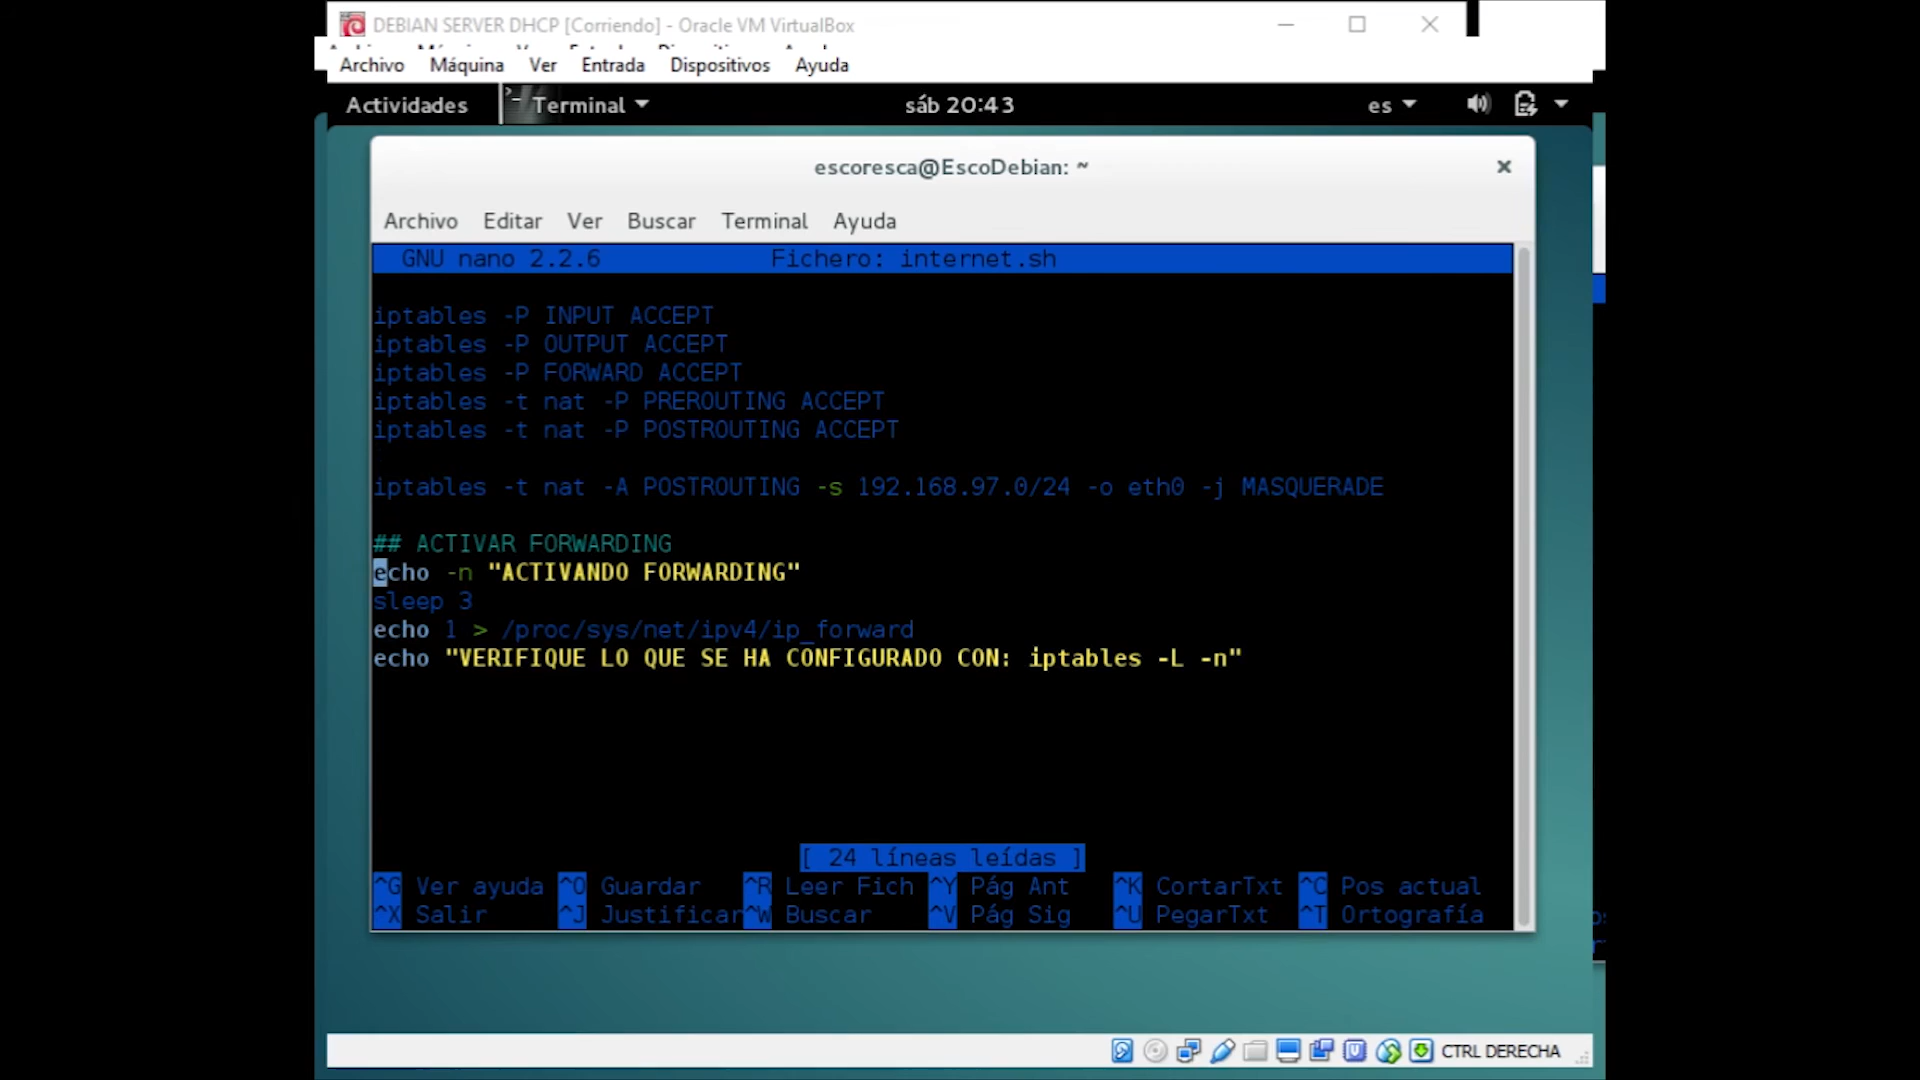 DEBIAN SERVER DHCP [Corriendo] - Oracle VM VirtualBox
Archivo Máquina Ver Entrada Dispositivos Ayuda
Actividades Terminal sáb 20:43 es
escoresca@EscoDebian: ~
Archivo Editar Ver Buscar Terminal Ayuda
GNU nano 2.2.6 Fichero: internet.sh
iptables -P INPUT ACCEPT
iptables -P OUTPUT ACCEPT
iptables -P FORWARD ACCEPT
iptables -t nat -P PREROUTING ACCEPT
iptables -t nat -P POSTROUTING ACCEPT
iptables -t nat -A POSTROUTING -s 192.168.97.0/24 -o eth0 -j MASQUERADE
## ACTIVAR FORWARDING
echo -n "ACTIVANDO FORWARDING"
sleep 3
echo 1 > /proc/sys/net/ipv4/ip_forward
echo "VERIFIQUE LO QUE SE HA CONFIGURADO CON: iptables -L -n"
[ 24 líneas leídas ]
^G Ver ayuda ^O Guardar ^R Leer Fich ^Y Pág Ant ^K CortarTxt ^C Pos actual
^X Salir ^J Justificar ^W Buscar ^V Pág Sig ^U PegarTxt ^T Ortografía
CTRL DERECHA